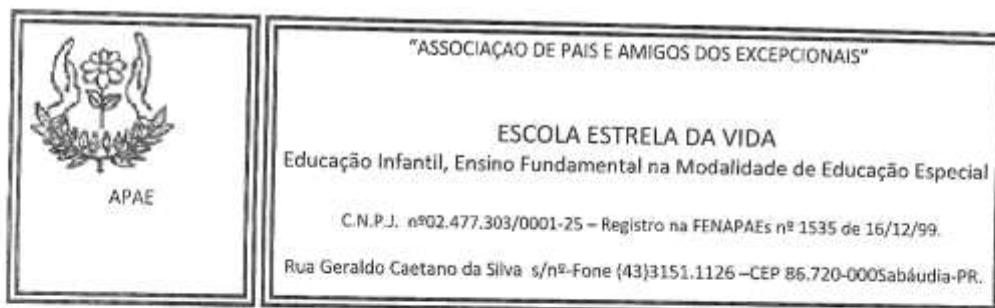 APAE
"ASSOCIAÇAO DE PAIS E AMIGOS DOS EXCEPCIONAIS"
ESCOLA ESTRELA DA VIDA
Educação Infantil, Ensino Fundamental na Modalidade de Educação Especial
C.N.P.J. nº02.477.303/0001-25 – Registro na FENAPAEs nº 1535 de 16/12/99.
Rua Geraldo Caetano da Silva s/nº-Fone (43)3151.1126 –CEP 86.720-000Sabáudia-PR.